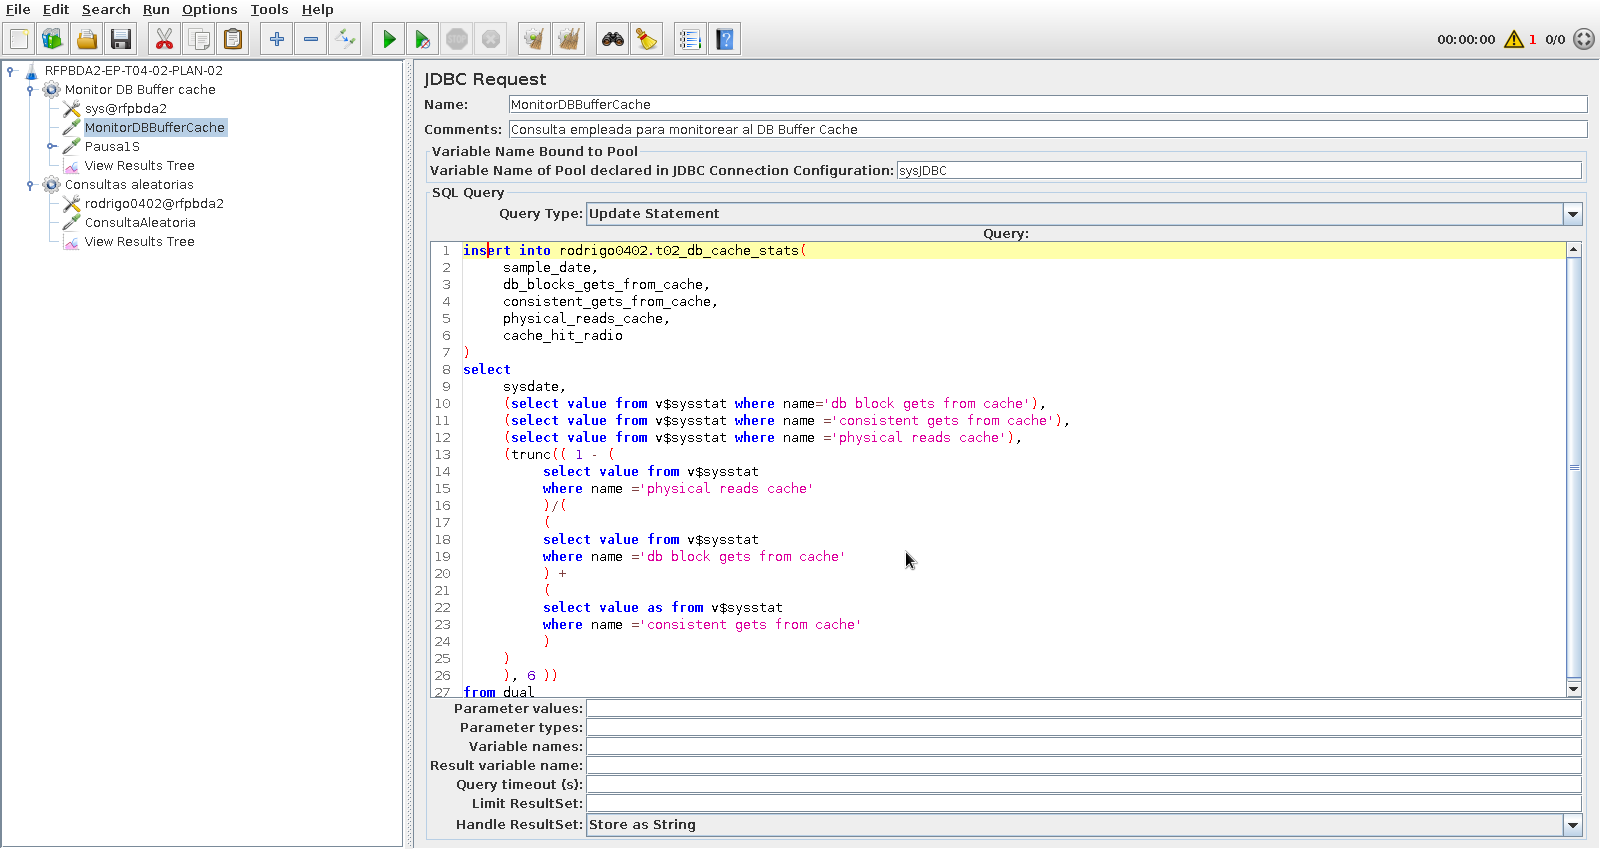 File Edit Search Run Options Tools Help
00:00:00 1 0/0
RFPBDA2-EP-T04-02-PLAN-02
Monitor DB Buffer cache
sys@rfpbda2
MonitorDBBufferCache
Pausa1S
View Results Tree
Consultas aleatorias
rodrigo0402@rfpbda2
ConsultaAleatoria
View Results Tree
JDBC Request
Name: MonitorDBBufferCache
Comments: Consulta empleada para monitorear al DB Buffer Cache
Variable Name Bound to Pool
Variable Name of Pool declared in JDBC Connection Configuration: sysJDBC
SQL Query
Query Type: Update Statement
Query:
1 insert into rodrigo0402.t02_db_cache_stats(
2 sample_date,
3 db_blocks_gets_from_cache,
4 consistent_gets_from_cache,
5 physical_reads_cache,
6 cache_hit_radio
7 )
8 select
9 sysdate,
10 (select value from v$sysstat where name='db block gets from cache'),
11 (select value from v$sysstat where name ='consistent gets from cache'),
12 (select value from v$sysstat where name ='physical reads cache'),
13 (trunc(( 1 - (
14 select value from v$sysstat
15 where name ='physical reads cache'
16 )/(
17 (
18 select value from v$sysstat
19 where name ='db block gets from cache'
20 ) +
21 (
22 select value as from v$sysstat
23 where name ='consistent gets from cache'
24 )
25 )
26 ), 6 ))
27 from dual
Parameter values:
Parameter types:
Variable names:
Result variable name:
Query timeout (s):
Limit ResultSet:
Handle ResultSet: Store as String